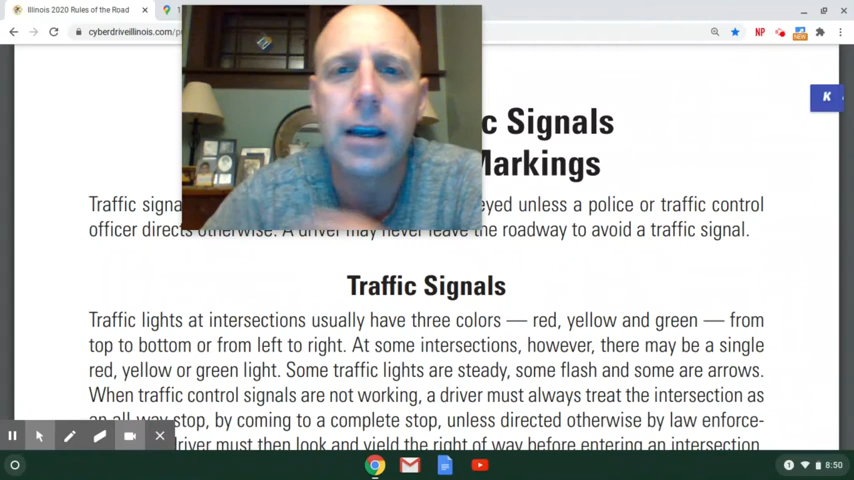 Illinois 2020 Rules of the Road
cyberdriveillinois.com/p
NP
NEW
K
c Signals
Markings
Traffic signa eyed unless a police or traffic control
officer directs otherwise. A driver may never leave the roadway to avoid a traffic signal.
Traffic Signals
Traffic lights at intersections usually have three colors — red, yellow and green — from
top to bottom or from left to right. At some intersections, however, there may be a single
red, yellow or green light. Some traffic lights are steady, some flash and some are arrows.
When traffic control signals are not working, a driver must always treat the intersection as
an all-way stop, by coming to a complete stop, unless directed otherwise by law enforce-
driver must then look and yield the right of way before entering an intersection.
1
8:50